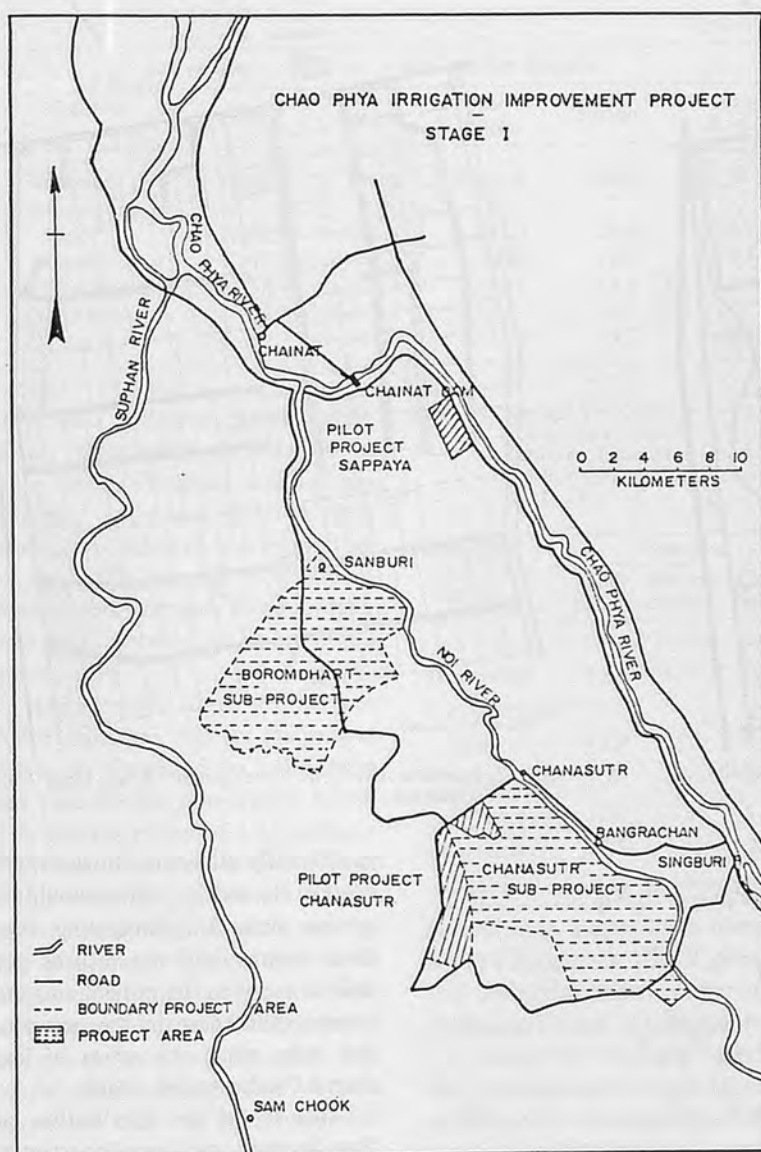 CHAO PHYA IRRIGATION IMPROVEMENT PROJECT
–
STAGE I
CHAO PHYA RIVER
SUPHAN RIVER
CHAINAT
CHAINAT DAM
PILOT
PROJECT
SAPPAYA
0 2 4 6 8 10
KILOMETERS
SANBURI
CHAO PHYA RIVER
NOI RIVER
BOROMDHART
SUB-PROJECT
CHANASUTR
BANGRACHAN
SINGBURI
PILOT PROJECT
CHANASUTR
CHANASUTR
SUB-PROJECT
RIVER
ROAD
BOUNDARY PROJECT AREA
PROJECT AREA
SAM CHOOK